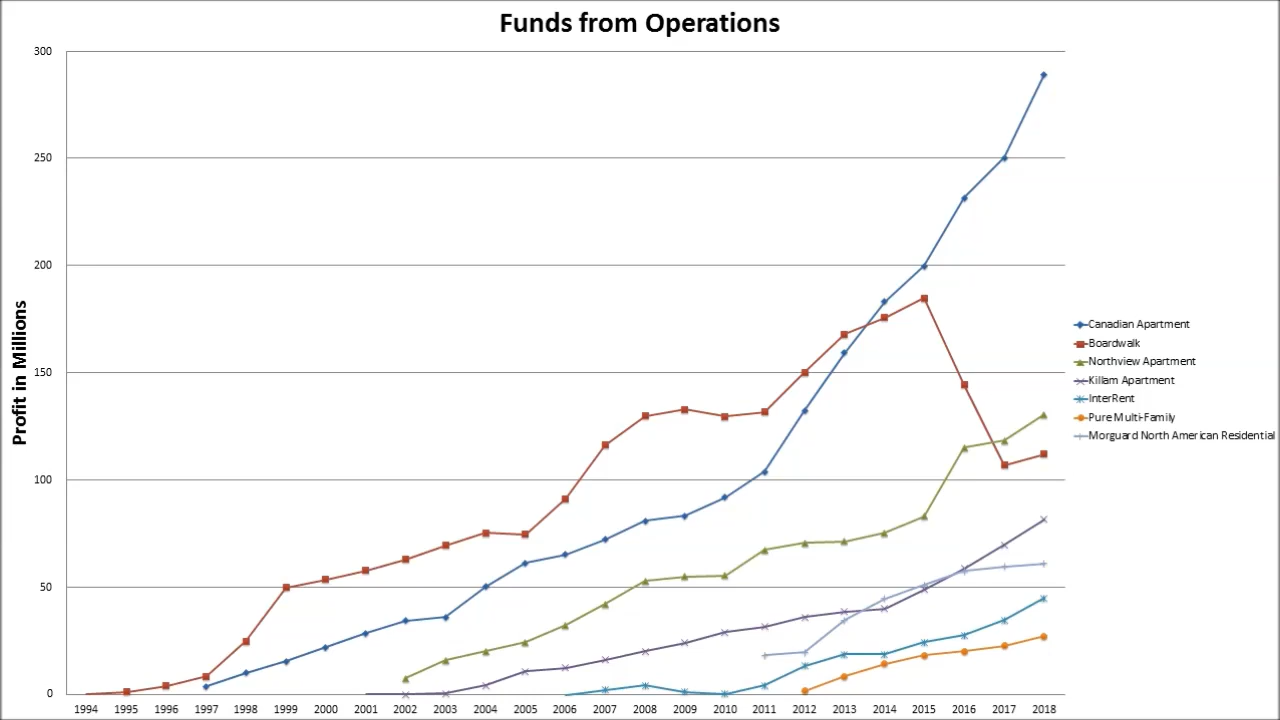 Funds from Operations
Profit in Millions
300
250
200
150
100
50
0
1994 1995 1996 1997 1998 1999 2000 2001 2002 2003 2004 2005 2006 2007 2008 2009 2010 2011 2012 2013 2014 2015 2016 2017 2018
Canadian Apartment
Boardwalk
Northview Apartment
Killam Apartment
InterRent
Pure Multi-Family
Morguard North American Residential